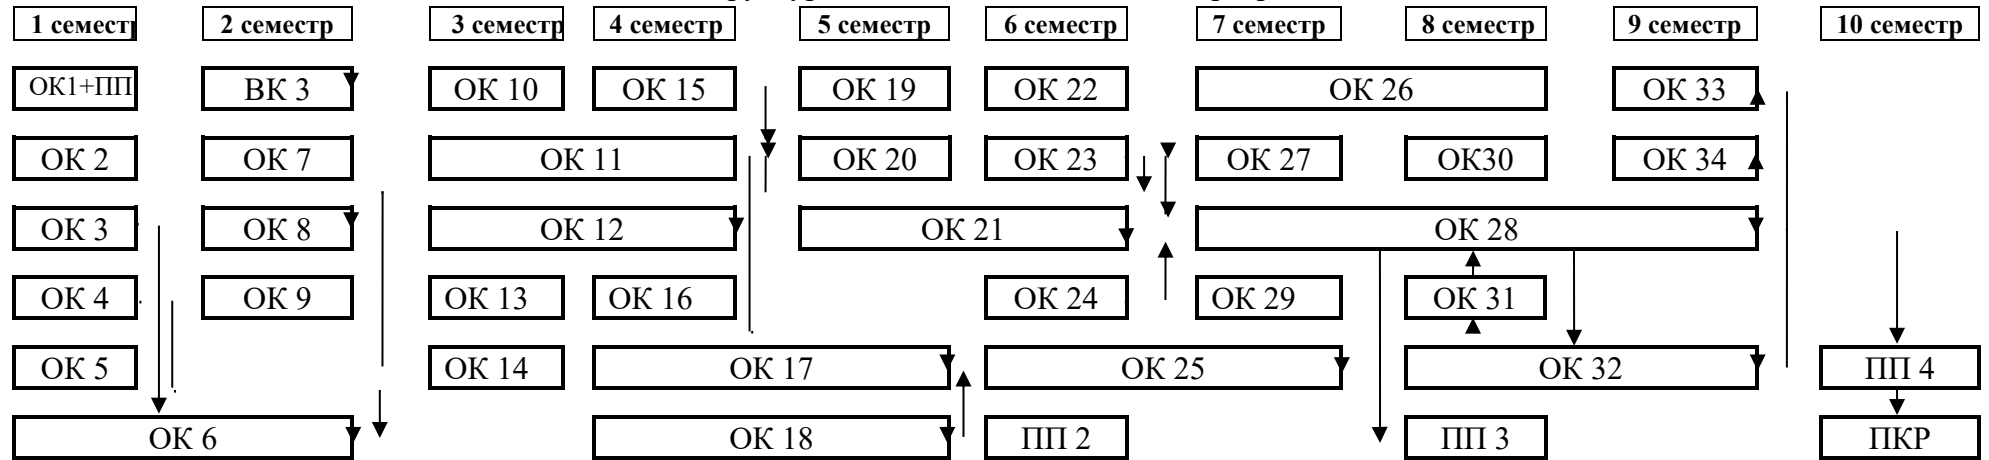 1 семестр 2 семестр 3 семестр 4 семестр 5 семестр 6 семестр 7 семестр 8 семестр 9 семестр 10 семестр
ОК1+ПП ВК 3 ОК 10 ОК 15 ОК 19 ОК 22 ОК 26 ОК 33
ОК 2 ОК 7 ОК 11 ОК 20 ОК 23 ОК 27 ОК30 ОК 34
ОК 3 ОК 8 ОК 12 ОК 21 ОК 28
ОК 4 ОК 9 ОК 13 ОК 16 ОК 24 ОК 29 ОК 31
ОК 5 ОК 14 ОК 17 ОК 25 ОК 32 ПП 4
ОК 6 ОК 18 ПП 2 ПП 3 ПКР